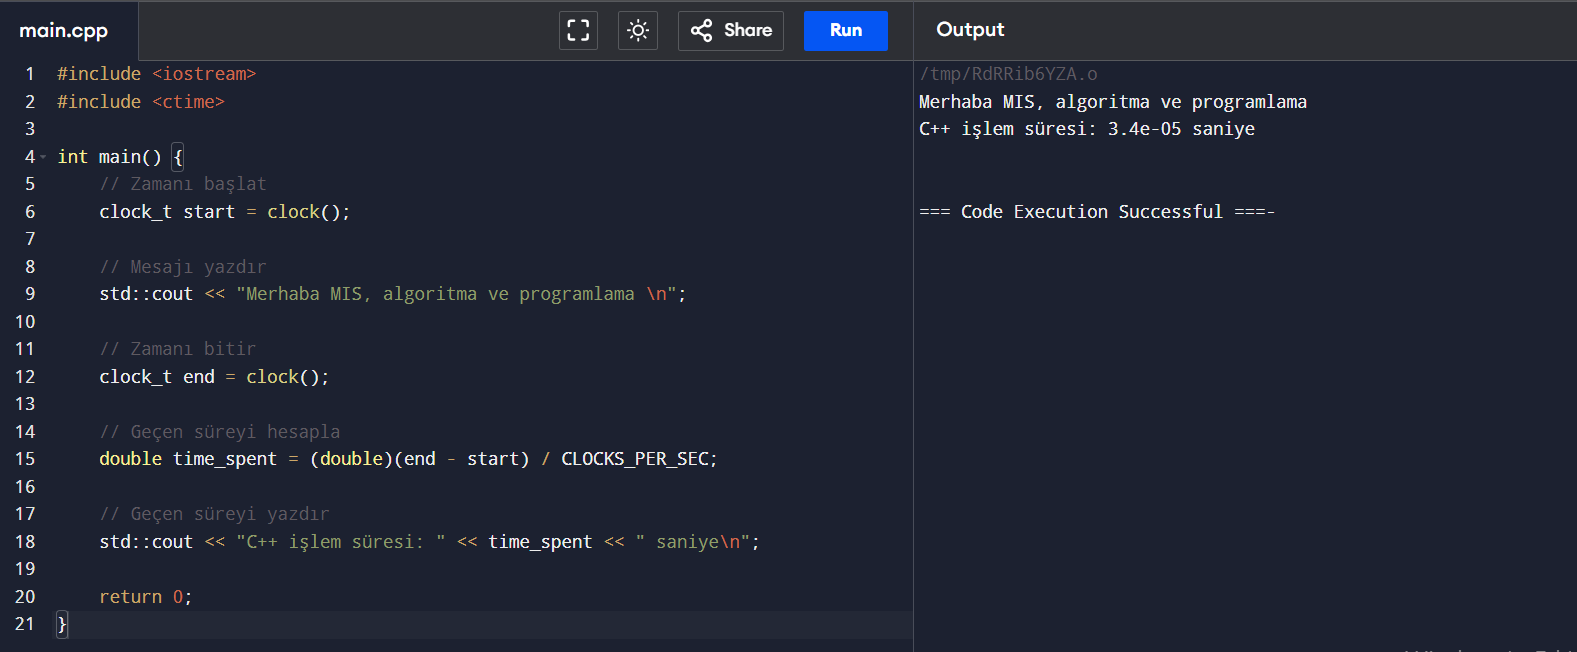 main.cpp
Share
Run
Output
1 #include <iostream>
2 #include <ctime>
3
4 int main() {
5 // Zamanı başlat
6 clock_t start = clock();
7
8 // Mesajı yazdır
9 std::cout << "Merhaba MIS, algoritma ve programlama \n";
10
11 // Zamanı bitir
12 clock_t end = clock();
13
14 // Geçen süreyi hesapla
15 double time_spent = (double)(end - start) / CLOCKS_PER_SEC;
16
17 // Geçen süreyi yazdır
18 std::cout << "C++ işlem süresi: " << time_spent << " saniye\n";
19
20 return 0;
21 }
/tmp/RdRRib6YZA.o
Merhaba MIS, algoritma ve programlama
C++ işlem süresi: 3.4e-05 saniye
=== Code Execution Successful ===-